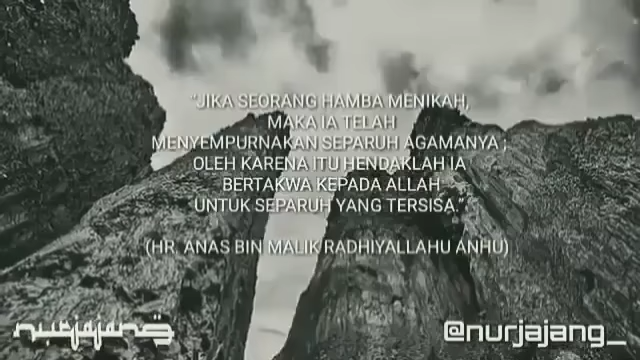 "JIKA SEORANG HAMBA MENIKAH,
MAKA IA TELAH
MENYEMPURNAKAN SEPARUH AGAMANYA ;
OLEH KARENA ITU HENDAKLAH IA
BERTAKWA KEPADA ALLAH
UNTUK SEPARUH YANG TERSISA."
(HR. ANAS BIN MALIK RADHIYALLAHU ANHU)
nurjajang
@nurjajang_